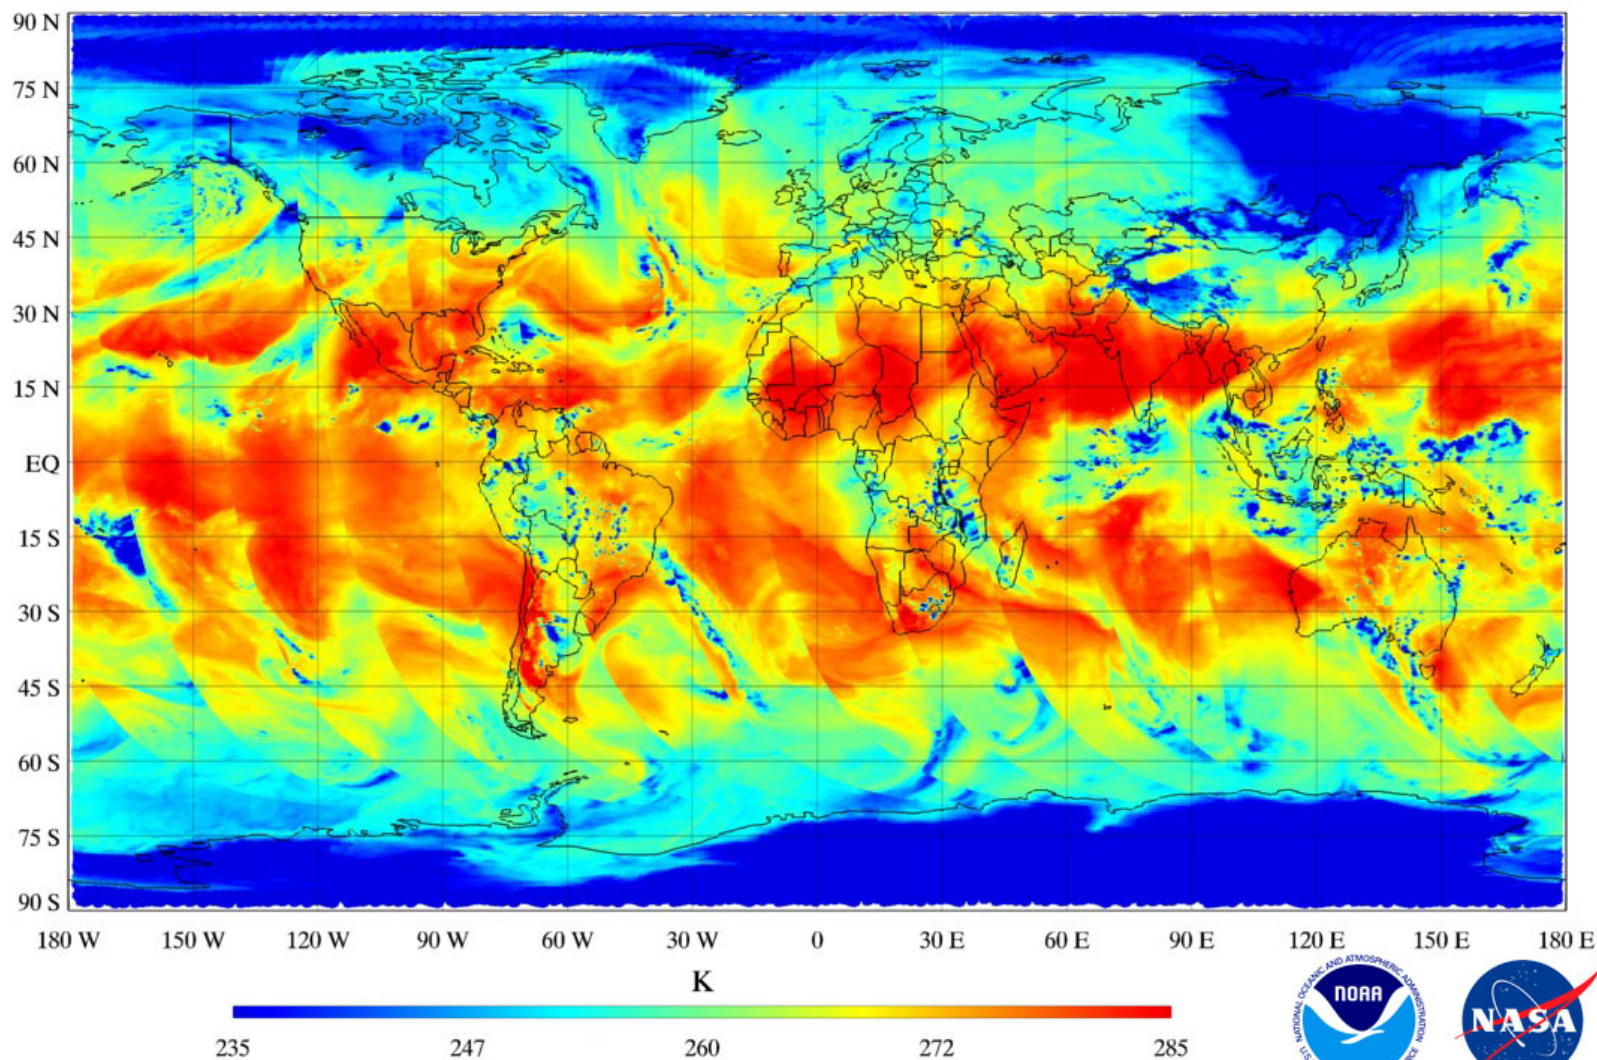 90 N
75 N
60 N
45 N
30 N
15 N
EQ
15 S
30 S
45 S
60 S
75 S
90 S
180 W 150 W 120 W 90 W 60 W 30 W 0 30 E 60 E 90 E 120 E 150 E 180 E
K
235 247 260 272 285
NATIONAL OCEANIC AND ATMOSPHERIC ADMINISTRATION
NOAA
U.S.
NASA